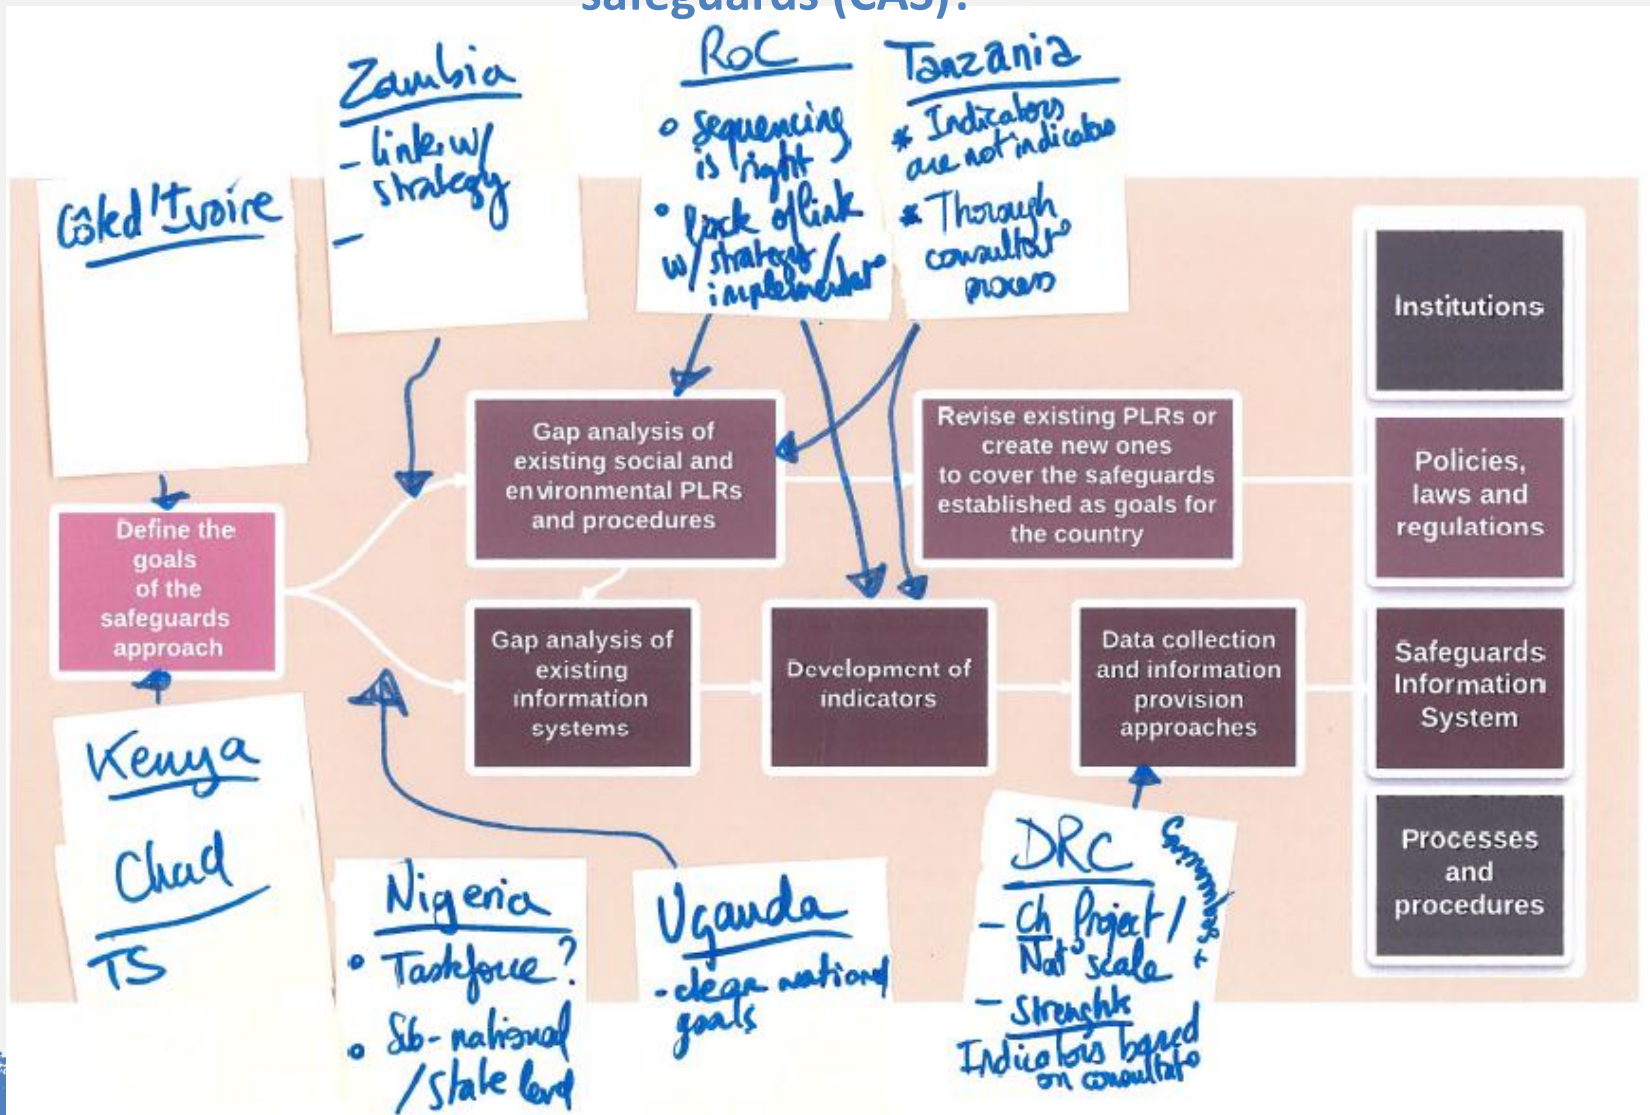 safeguards (CAS):
Zambia
- link w/
strategy
-
RoC
o Sequencing
is right
o lack of link
w/ strategy/
implementat°
Tanzania
* Indicators
are not indicators
* Thorough
consultat°
process
Côte d'Ivoire
Institutions
Gap analysis of
existing social and
environmental PLRs
and procedures
Revise existing PLRs or
create new ones
to cover the safeguards
established as goals for
the country
Policies,
laws and
regulations
Define the
goals
of the
safeguards
approach
Gap analysis of
existing
information
systems
Development of
indicators
Data collection
and information
provision
approaches
Safeguards
Information
System
Processes
and
procedures
Kenya
Chad
TS
Nigeria
• Taskforce?
o Sb-national
/State level
Uganda
- clear national
goals
DRC
- Ch Project/
Nat° scale
- Strenghts
Indicators based
on consultat°